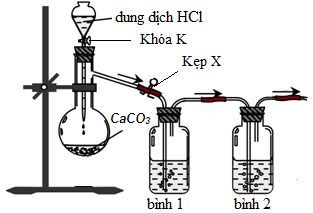 dung dịch HCl
Khóa K
Kẹp X
CaCO3
bình 1
bình 2